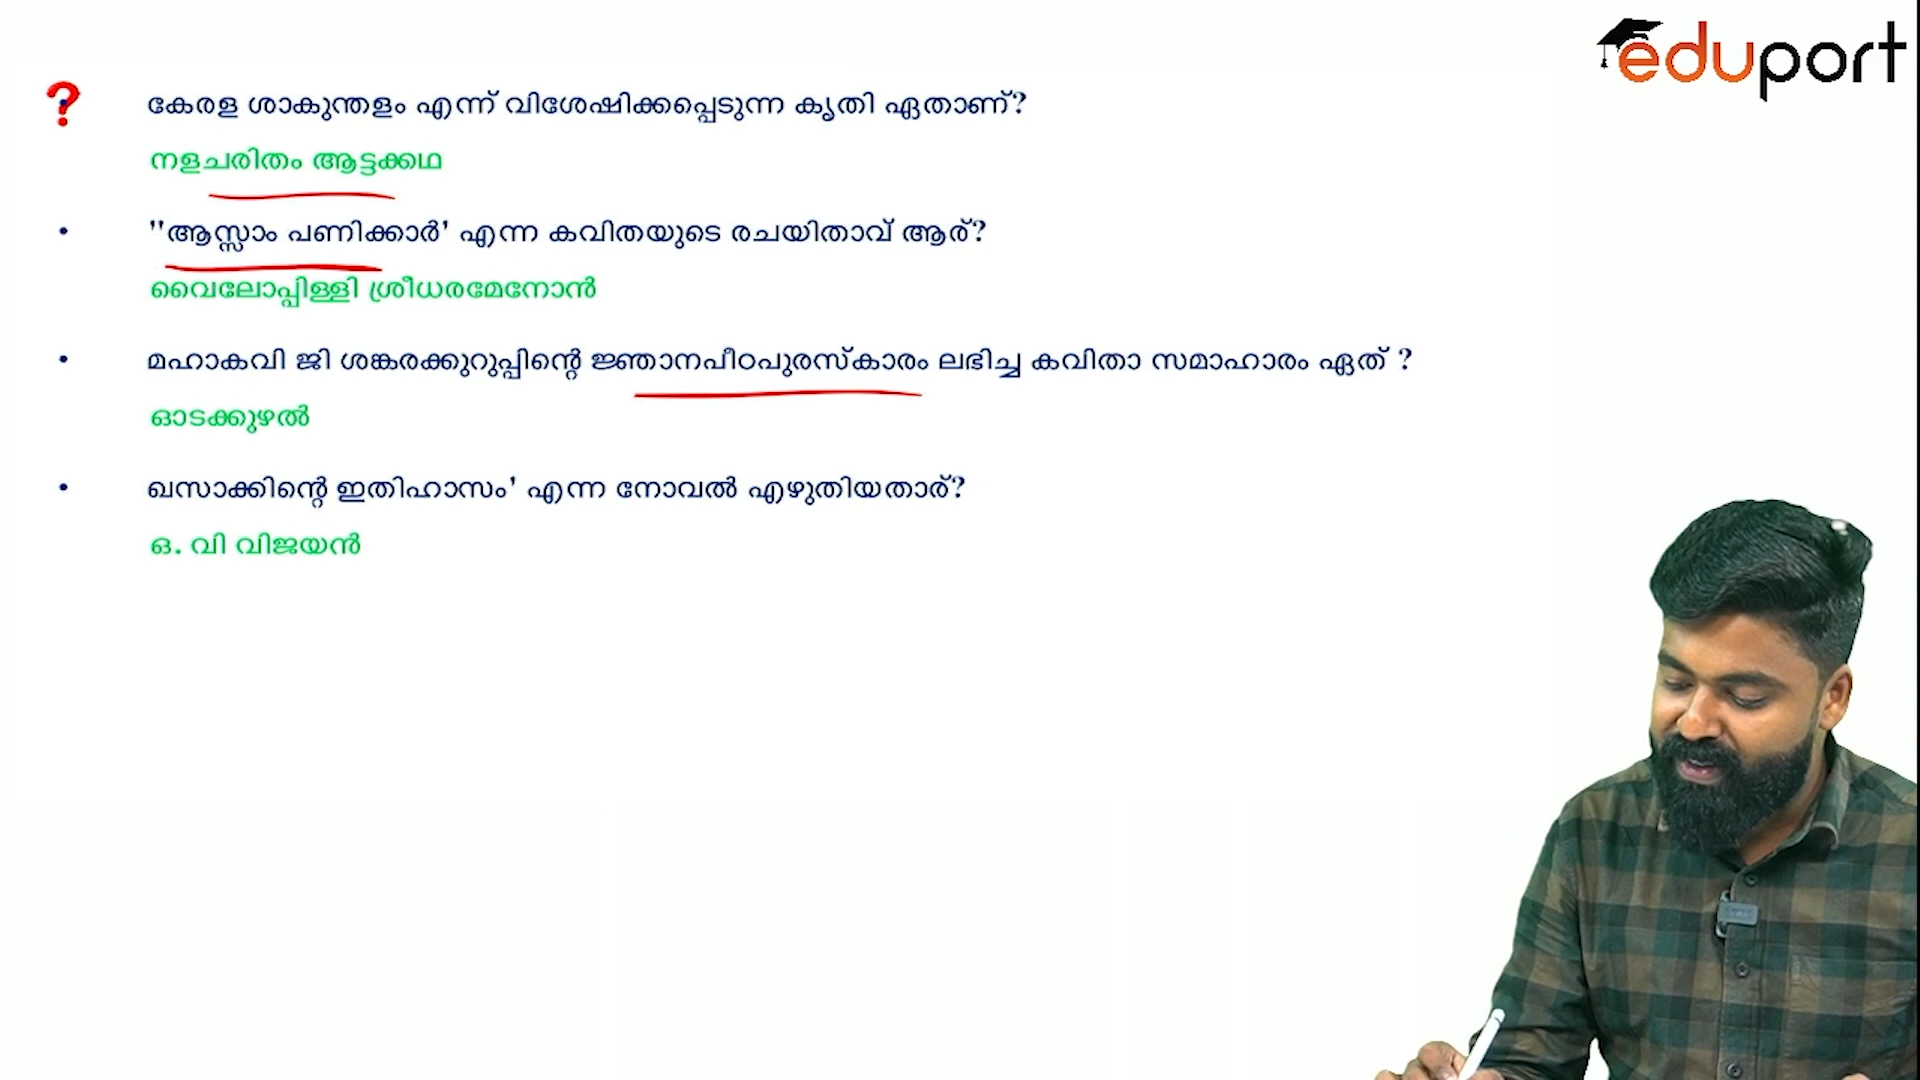 eduport
? കേരള ശാകുന്തളം എന്ന് വിശേഷിക്കപ്പെടുന്ന കൃതി ഏതാണ്?
നളചരിതം ആട്ടക്കഥ
• "ആസ്സാം പണിക്കാർ' എന്ന കവിതയുടെ രചയിതാവ് ആര്?
വൈലോപ്പിള്ളി ശ്രീധരമേനോൻ
• മഹാകവി ജി ശങ്കരക്കുറുപ്പിന്റെ ജ്ഞാനപീഠപുരസ്കാരം ലഭിച്ച കവിതാ സമാഹാരം ഏത് ?
ഓടക്കുഴൽ
• ഖസാക്കിന്റെ ഇതിഹാസം' എന്ന നോവൽ എഴുതിയതാര്?
ഒ. വി വിജയൻ